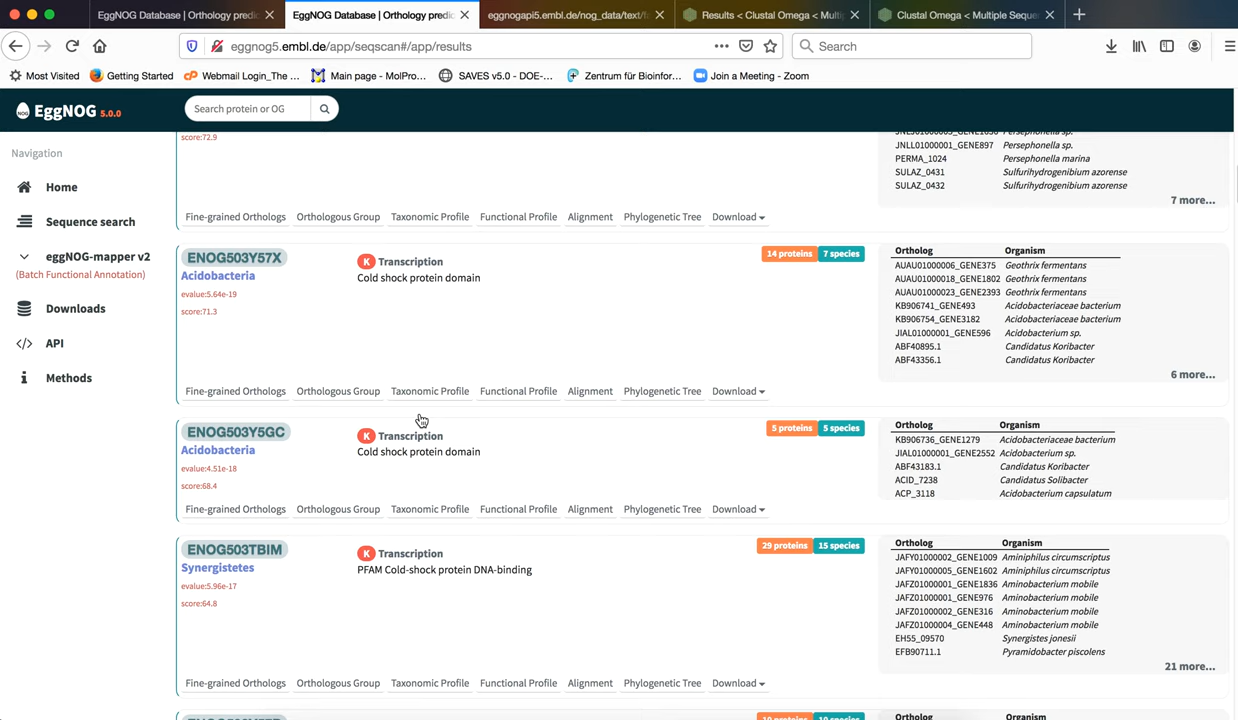 EggNOG Database | Orthology predic
EggNOG Database | Orthology predic
eggnogapi5.embl.de/nog_data/text/f
Results < Clustal Omega < Multip
Clustal Omega < Multiple Sequen
eggnog5.embl.de/app/seqscan#/app/results
Search
Most Visited
Getting Started
Webmail Login_The ...
Main page - MolPro...
SAVES v5.0 - DOE-...
Zentrum für Bioinfor...
Join a Meeting - Zoom
EggNOG 5.0.0
Search protein or OG
Navigation
Home
Sequence search
eggNOG-mapper v2
(Batch Functional Annotation)
Downloads
API
Methods
score:72.9
Persephonella sp.
JNLL01000001_GENE897 Persephonella sp.
PERMA_1024 Persephonella marina
SULAZ_0431 Sulfurihydrogenibium azorense
SULAZ_0432 Sulfurihydrogenibium azorense
7 more...
Fine-grained Orthologs Orthologous Group Taxonomic Profile Functional Profile Alignment Phylogenetic Tree Download
ENOG503Y57X
Acidobacteria
evalue:5.64e-19
score:71.3
K Transcription
Cold shock protein domain
14 proteins 7 species
Ortholog Organism
AUAU01000006_GENE375 Geothrix fermentans
AUAU01000018_GENE1802 Geothrix fermentans
AUAU01000023_GENE2393 Geothrix fermentans
KB906741_GENE493 Acidobacteriaceae bacterium
KB906754_GENE3182 Acidobacteriaceae bacterium
JIAL01000001_GENE596 Acidobacterium sp.
ABF40895.1 Candidatus Koribacter
ABF43356.1 Candidatus Koribacter
6 more...
Fine-grained Orthologs Orthologous Group Taxonomic Profile Functional Profile Alignment Phylogenetic Tree Download
ENOG503Y5GC
Acidobacteria
evalue:4.51e-18
score:68.4
K Transcription
Cold shock protein domain
5 proteins 5 species
Ortholog Organism
KB906736_GENE1279 Acidobacteriaceae bacterium
JIAL01000001_GENE2552 Acidobacterium sp.
ABF43183.1 Candidatus Koribacter
ACID_7238 Candidatus Solibacter
ACP_3118 Acidobacterium capsulatum
Fine-grained Orthologs Orthologous Group Taxonomic Profile Functional Profile Alignment Phylogenetic Tree Download
ENOG503TBIM
Synergistetes
evalue:5.96e-17
score:64.8
K Transcription
PFAM Cold-shock protein DNA-binding
29 proteins 15 species
Ortholog Organism
JAFY01000002_GENE1009 Aminiphilus circumscriptus
JAFY01000005_GENE1602 Aminiphilus circumscriptus
JAFZ01000001_GENE1836 Aminobacterium mobile
JAFZ01000001_GENE976 Aminobacterium mobile
JAFZ01000002_GENE316 Aminobacterium mobile
JAFZ01000004_GENE448 Aminobacterium mobile
EH55_09570 Synergistes jonesii
EFB90711.1 Pyramidobacter piscolens
21 more...
Fine-grained Orthologs Orthologous Group Taxonomic Profile Functional Profile Alignment Phylogenetic Tree Download
Ortholog Organism